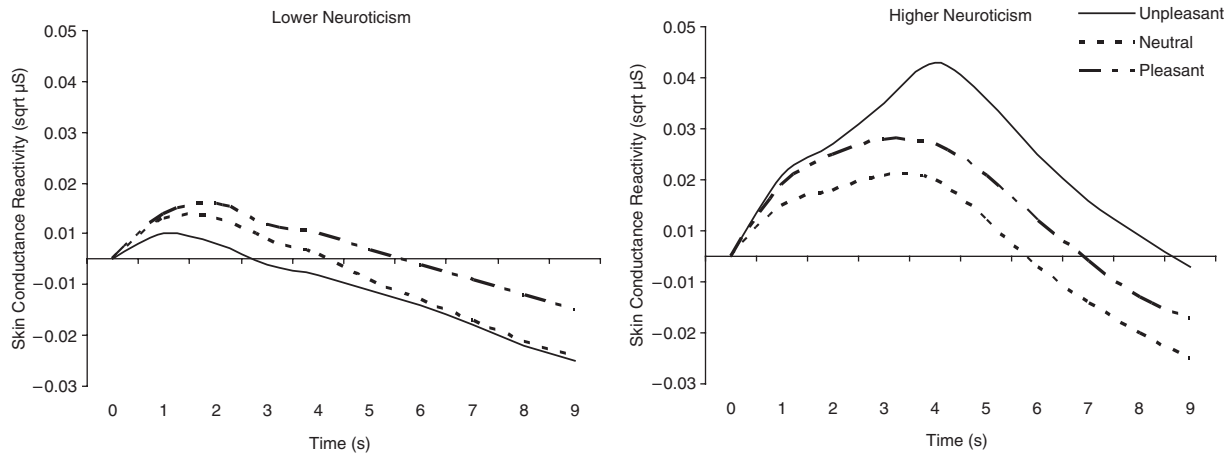 Lower Neuroticism
Skin Conductance Reactivity (sqrt µS)
0.05
0.04
0.03
0.02
0.01
−0.01
−0.02
−0.03
0 1 2 3 4 5 6 7 8 9
Time (s)
Higher Neuroticism
Unpleasant
Neutral
Pleasant
Skin Conductance Reactivity (sqrt µS)
0.05
0.04
0.03
0.02
0.01
−0.01
−0.02
−0.03
0 1 2 3 4 5 6 7 8 9
Time (s)